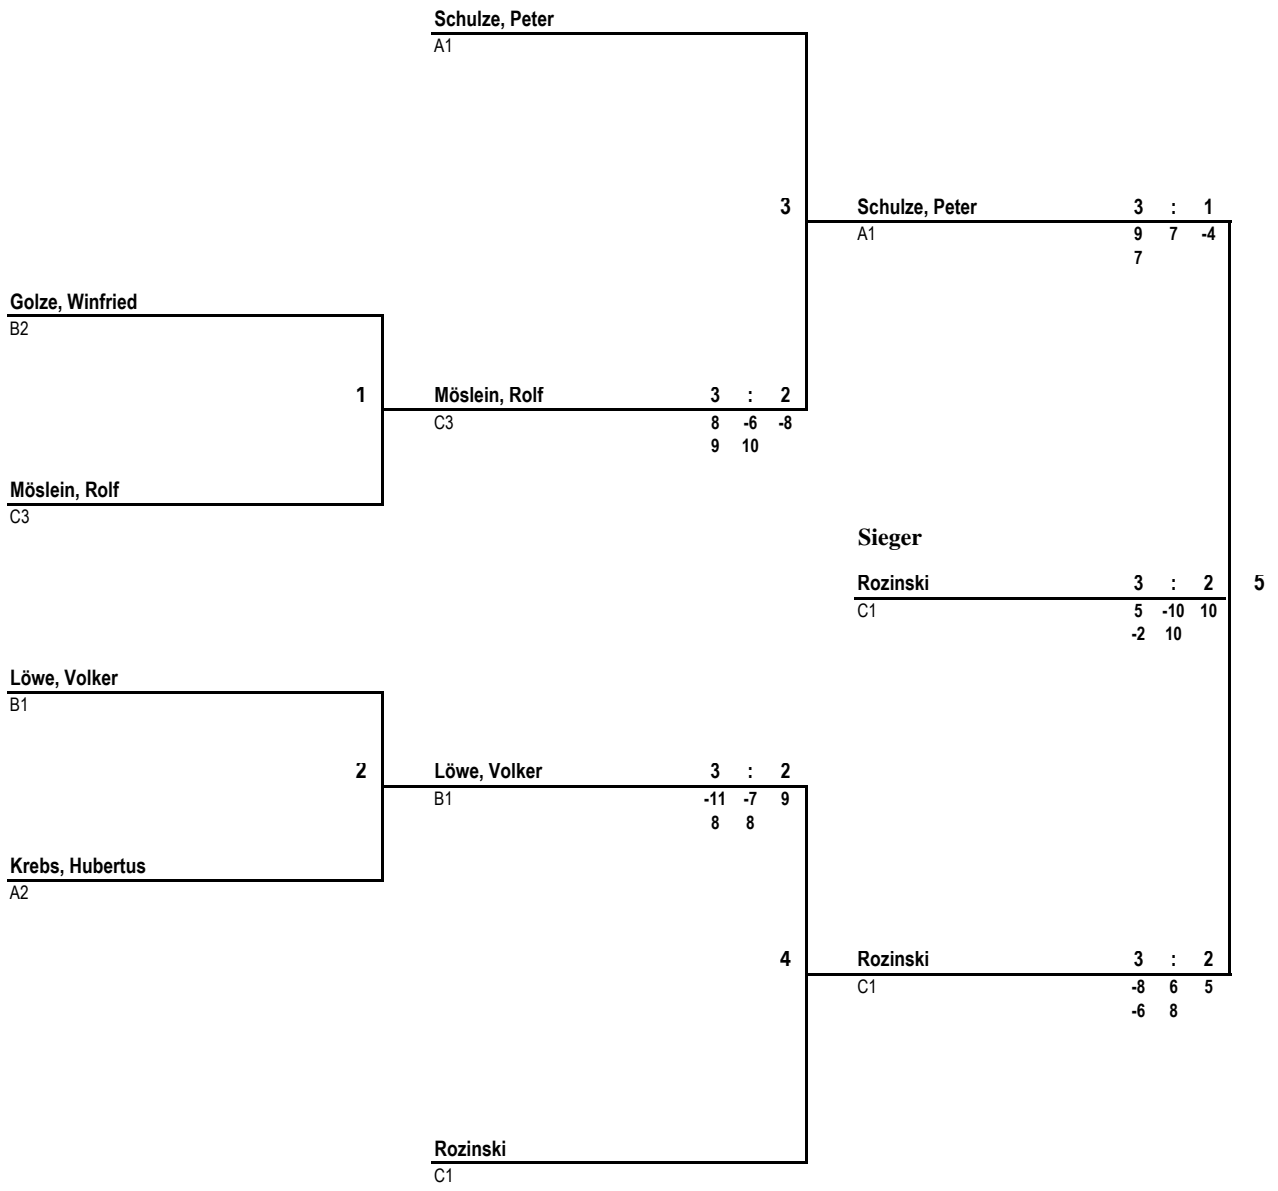 Schulze, Peter
A1
3
Schulze, Peter 3 : 1
A1 9 7 -4
7
Golze, Winfried
B2
1
Möslein, Rolf 3 : 2
C3 8 -6 -8
9 10
Möslein, Rolf
C3
Sieger
Rozinski 3 : 2 5
C1 5 -10 10
-2 10
Löwe, Volker
B1
2
Löwe, Volker 3 : 2
B1 -11 -7 9
8 8
Krebs, Hubertus
A2
4
Rozinski 3 : 2
C1 -8 6 5
-6 8
Rozinski
C1